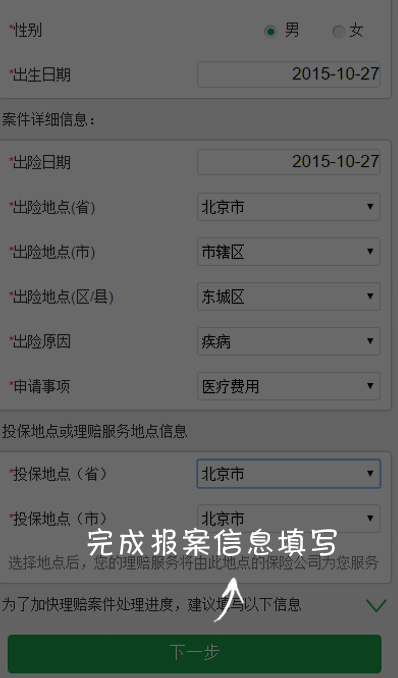 *性别 男 女
*出生日期 2015-10-27
案件详细信息：
*出险日期 2015-10-27
*出险地点(省) 北京市
*出险地点(市) 市辖区
*出险地点(区/县) 东城区
*出险原因 疾病
*申请事项 医疗费用
投保地点或理赔服务地点信息
*投保地点（省） 北京市
*投保地点（市） 北京市
完成报案信息填写
选择地点后，您的理赔服务将由此地点的保险公司为您服务
为了加快理赔案件处理进度，建议填写以下信息
下一步